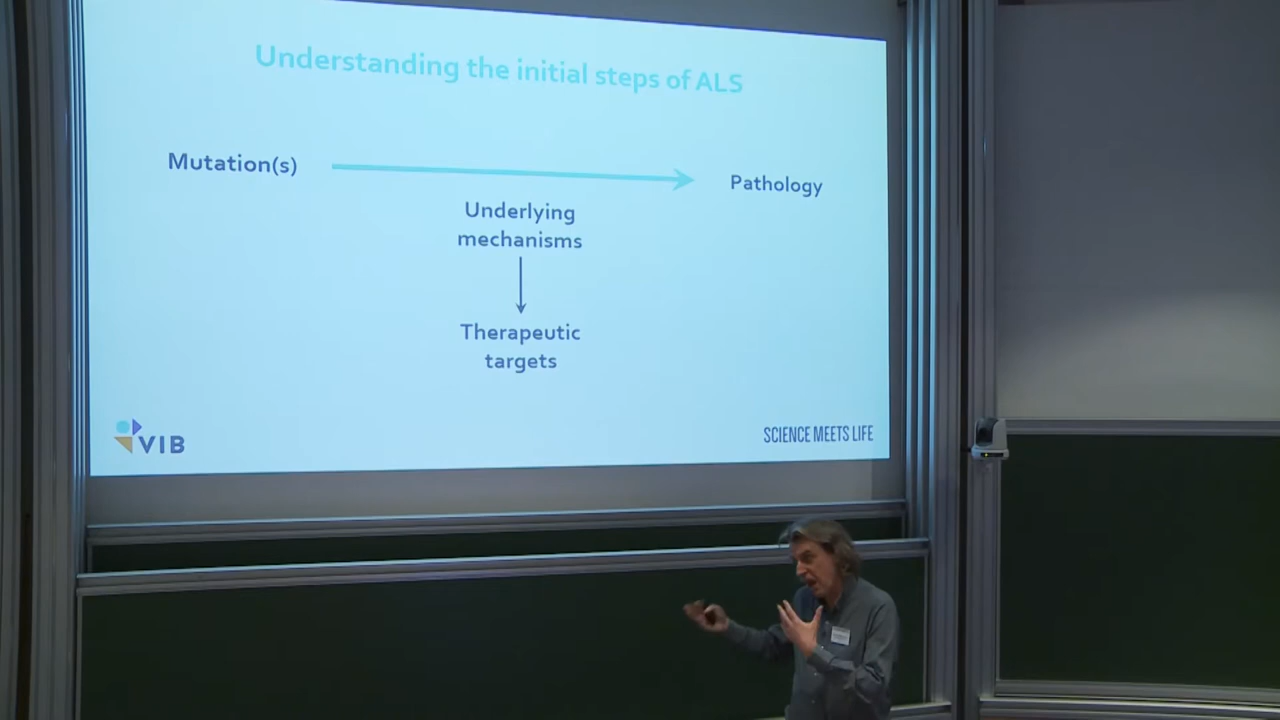 Understanding the initial steps of ALS
Mutation(s)
Pathology
Underlying
mechanisms
Therapeutic
targets
VIB
SCIENCE MEETS LIFE